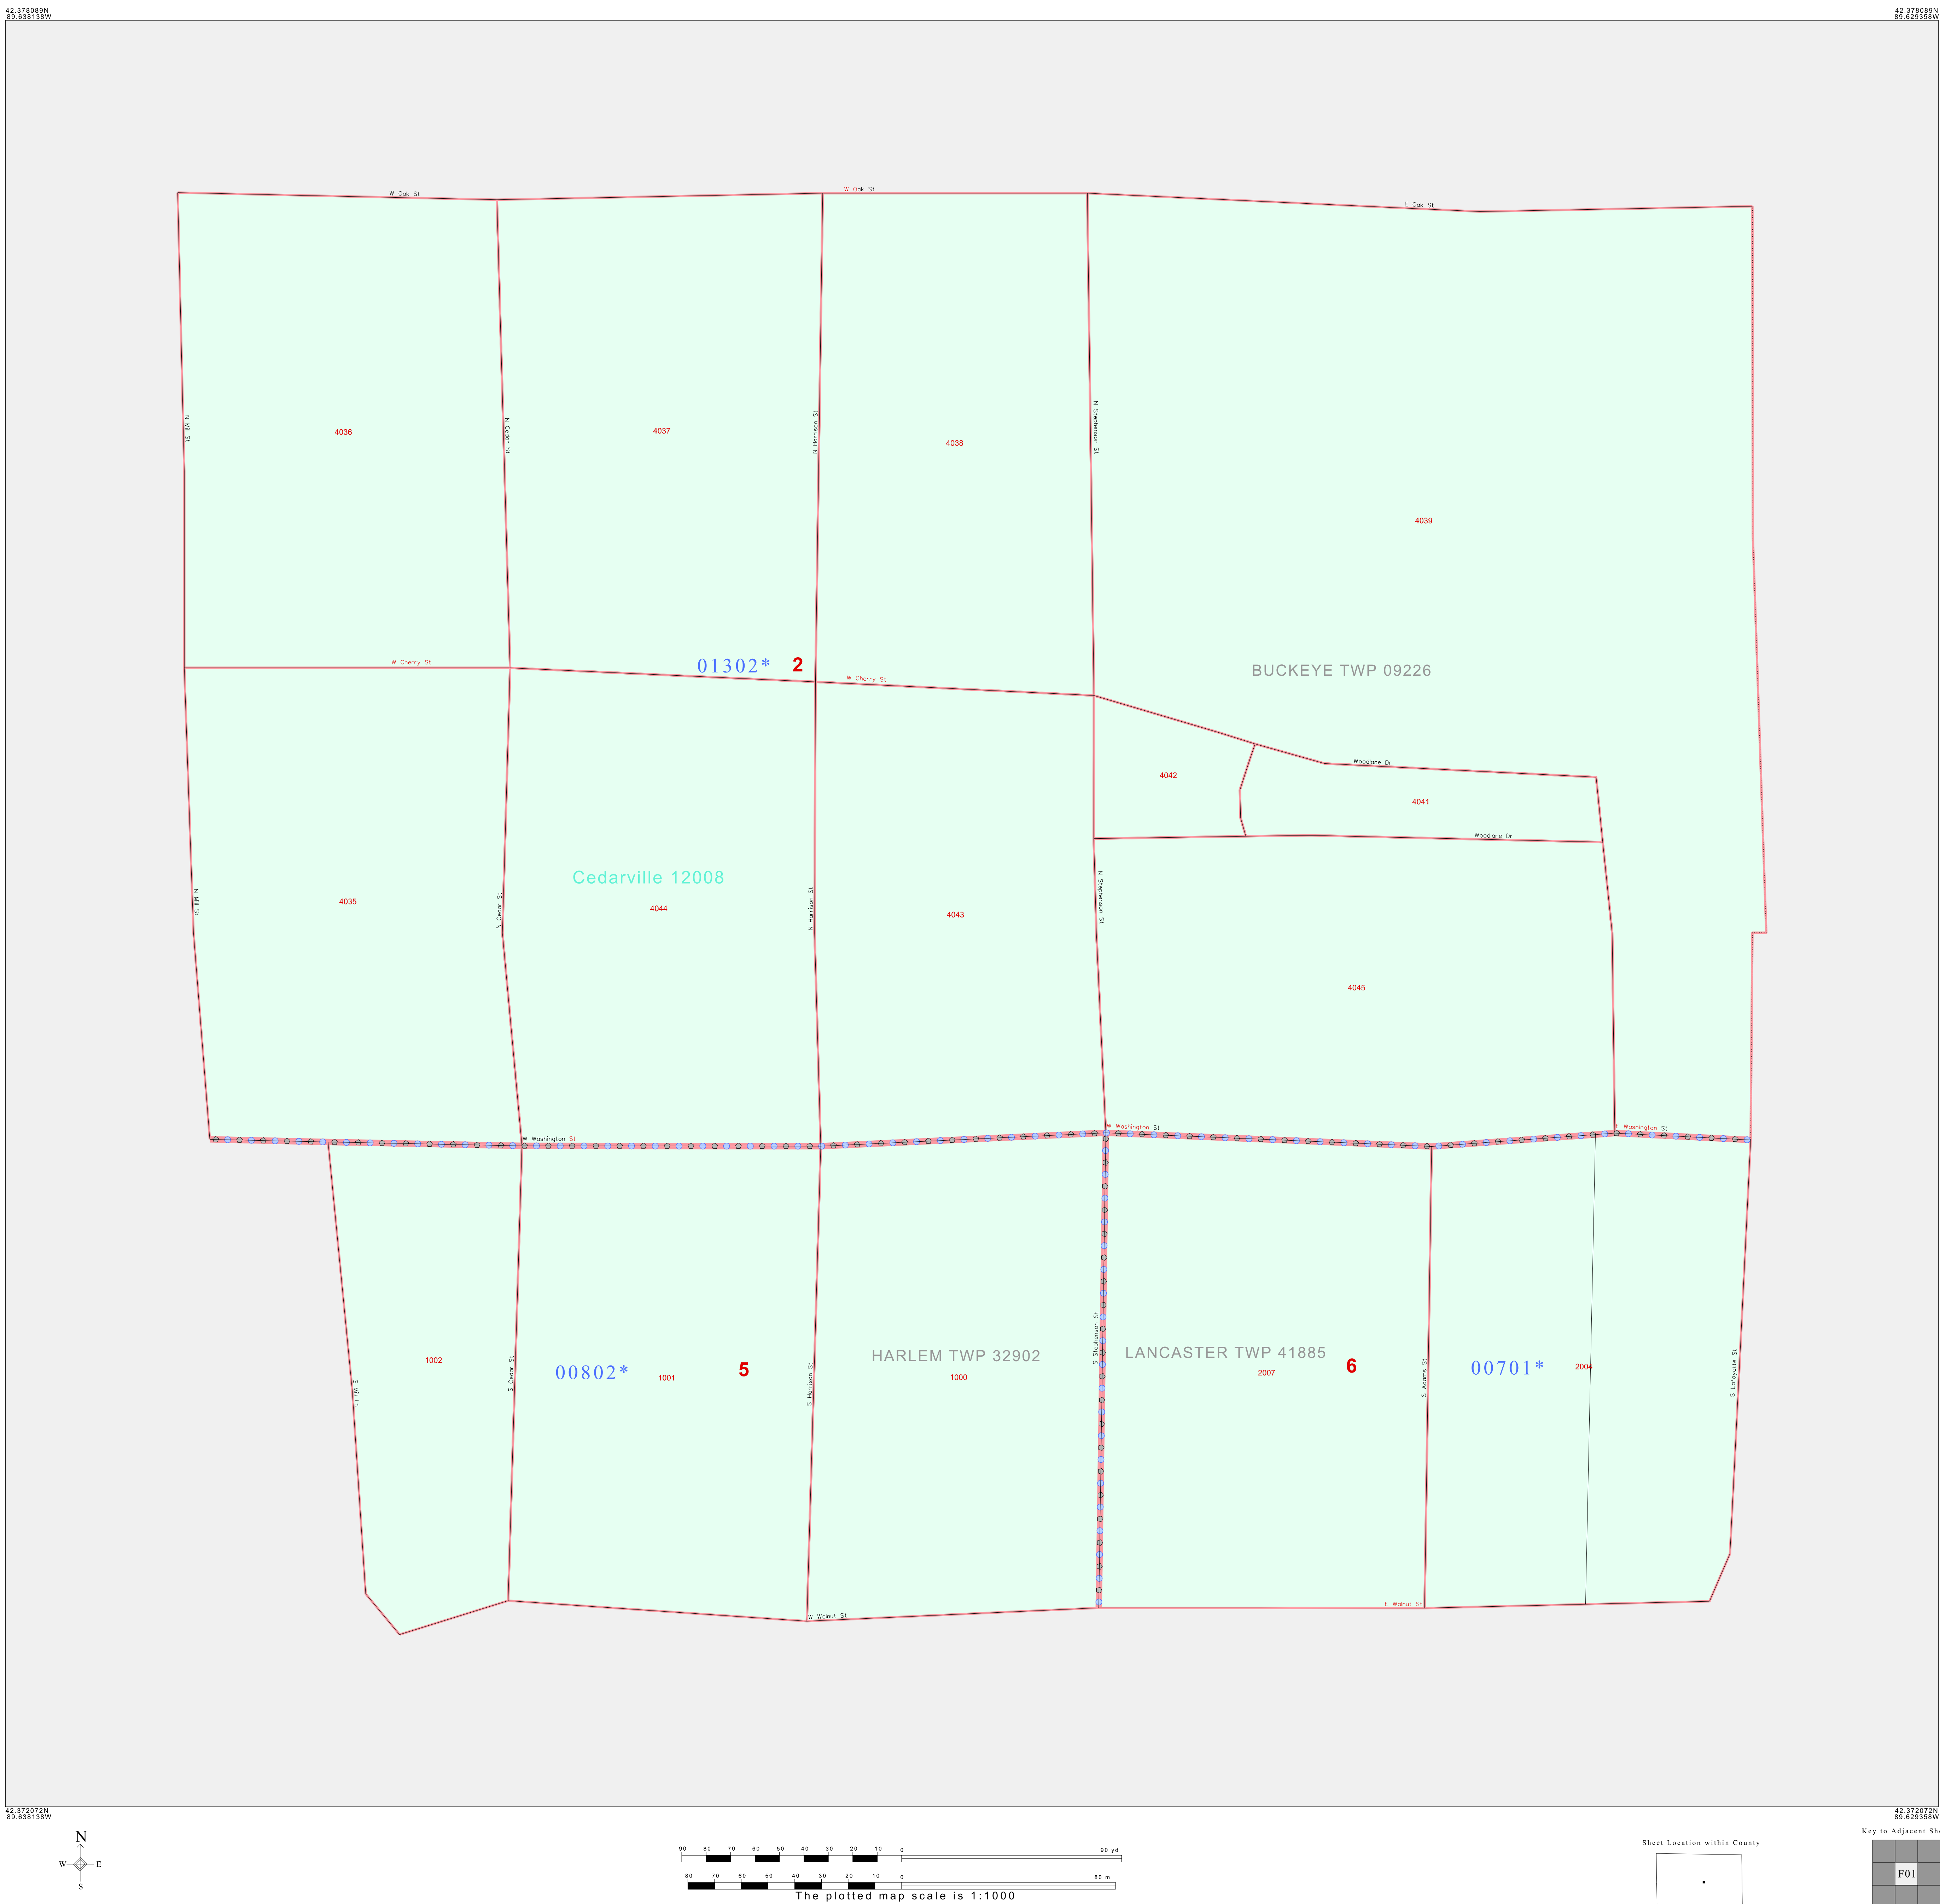 42.378089N
89.638138W
42.378089N
89.629358W
W Oak St
W Oak St
E Oak St
N Mill St
4036
N Cedar St
4037
N Harrison St
4038
N Stephenson St
4039
W Cherry St
01302* 2
W Cherry St
BUCKEYE TWP 09226
Woodlane Dr
4042
4041
Woodlane Dr
Cedarville 12008
N Mill St
4035
N Cedar St
4044
N Harrison St
4043
N Stephenson St
4045
W Washington St
W Washington St
E Washington St
S Mill Ln
1002
S Cedar St
00802*
1001
5
S Harrison St
HARLEM TWP 32902
1000
S Stephenson St
LANCASTER TWP 41885
2007
6
S Adams St
00701*
2004
S Lafayette St
W Walnut St
E Walnut St
42.372072N
89.638138W
42.372072N
89.629358W
N
W E
S
90 80 70 60 50 40 30 20 10 0 90 yd
80 70 60 50 40 30 20 10 0 80 m
The plotted map scale is 1:1000
Sheet Location within County
Key to Adjacent She
F01